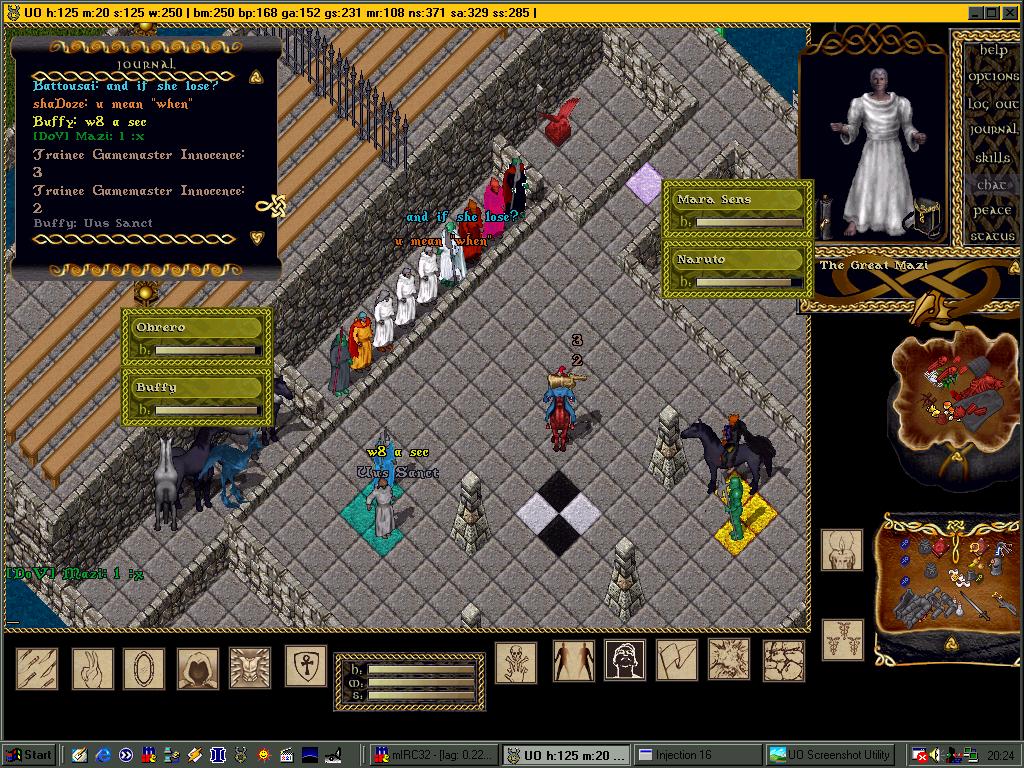 UO h:125 m:20 s:125 w:250 | bm:250 bp:168 ga:152 gs:231 mr:108 ns:371 sa:329 ss:285 |
JOURNAL
Battousai: and if she lose?
shaDoze: u mean "when"
Buffy: w8 a sec
[DoV] Mazi: 1 :x
Trainee Gamemaster Innocence:
3
Trainee Gamemaster Innocence:
2
Buffy: Uus Sanct
HELP
OPTIONS
LOG OUT
JOURNAL
SKILLS
CHAT
PEACE
STATUS
The Great Mazi
Mara Sens
h:
Naruto
h:
and if she lose?
u mean "when"
Obrero
h:
Buffy
h:
3
2
w8 a sec
Uus Sanct
[DoV] Mazi: 1 :x
h:
m:
s:
Start
mIRC32 - [lag: 0.22...
UO h:125 m:20 ...
Injection 16
UO Screenshot Utility
20:24